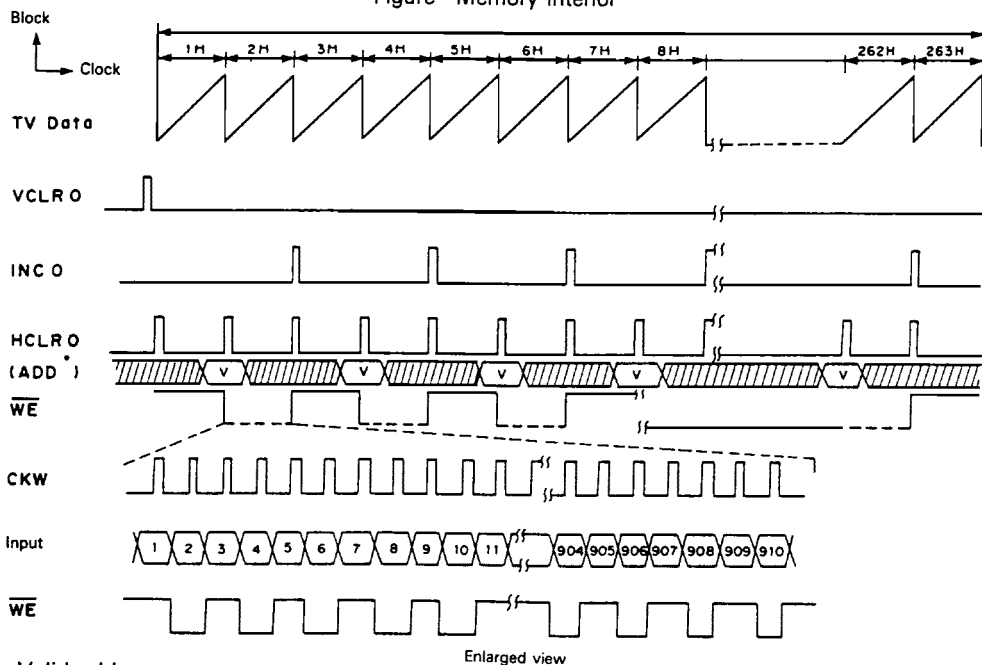 Figure Memory interior
Block
Clock
1H 2H 3H 4H 5H 6H 7H 8H 262H 263H
TV Data
VCLR O
INC O
HCLR O
(ADD*)
V V V V V
WE
CKW
Input
1 2 3 4 5 6 7 8 9 10 11 904 905 906 907 908 909 910
WE
Enlarged view